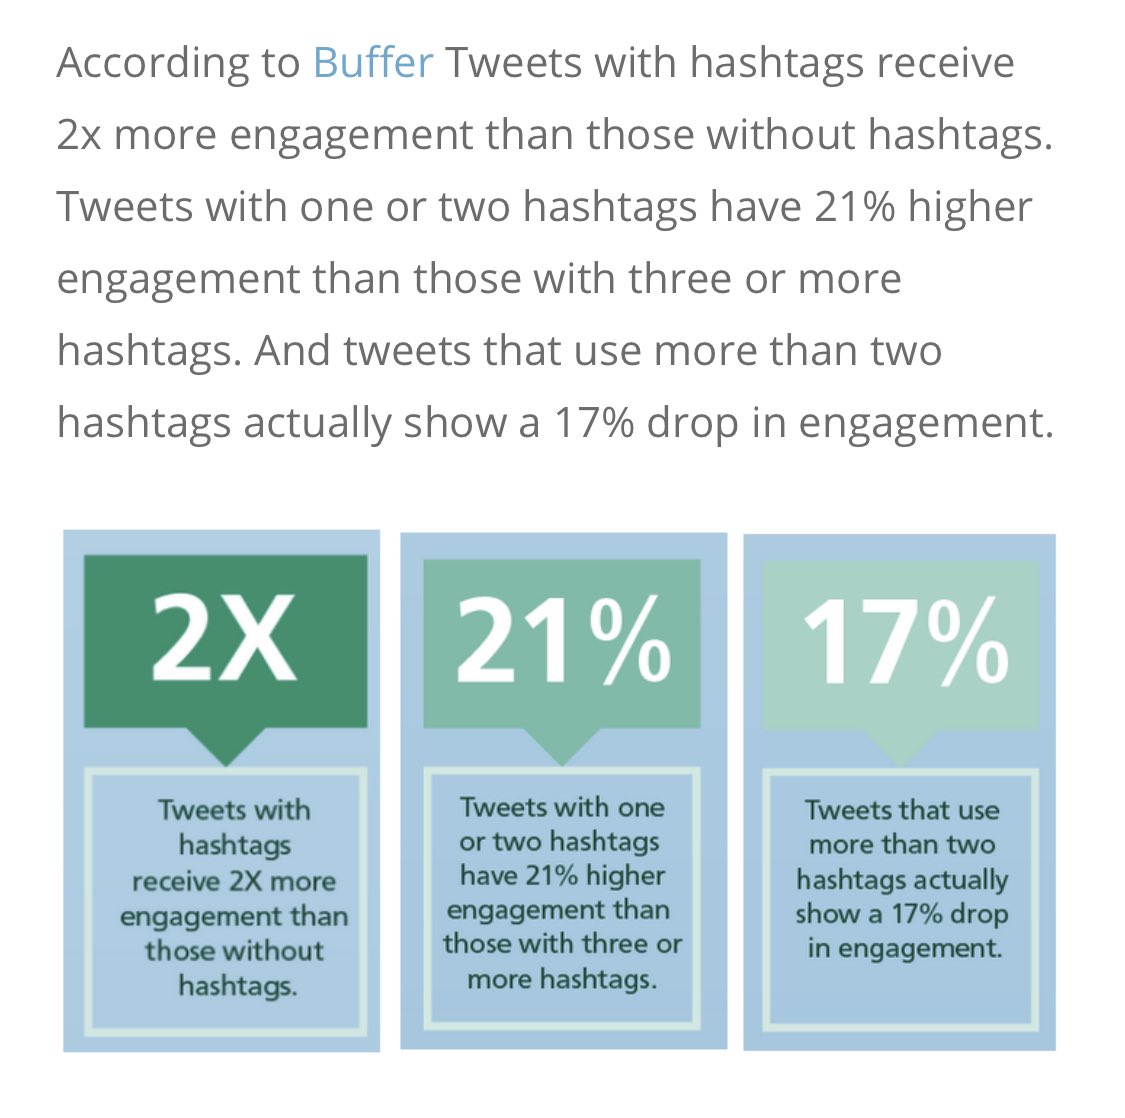 According to Buffer Tweets with hashtags receive
2x more engagement than those without hashtags.
Tweets with one or two hashtags have 21% higher
engagement than those with three or more
hashtags. And tweets that use more than two
hashtags actually show a 17% drop in engagement.
2X
Tweets with
hashtags
receive 2X more
engagement than
those without
hashtags.
21%
Tweets with one
or two hashtags
have 21% higher
engagement than
those with three or
more hashtags.
17%
Tweets that use
more than two
hashtags actually
show a 17% drop
in engagement.